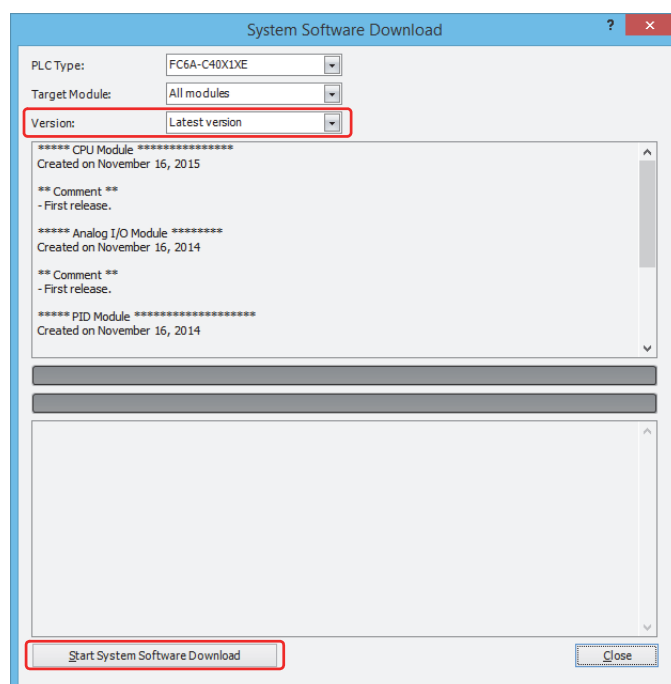 System Software Download
? ×
PLC Type: FC6A-C40X1XE
Target Module: All modules
Version: Latest version
***** CPU Module ***************
Created on November 16, 2015
** Comment **
- First release.
***** Analog I/O Module ********
Created on November 16, 2014
** Comment **
- First release.
***** PID Module *******************
Created on November 16, 2014
Start System Software Download
Close